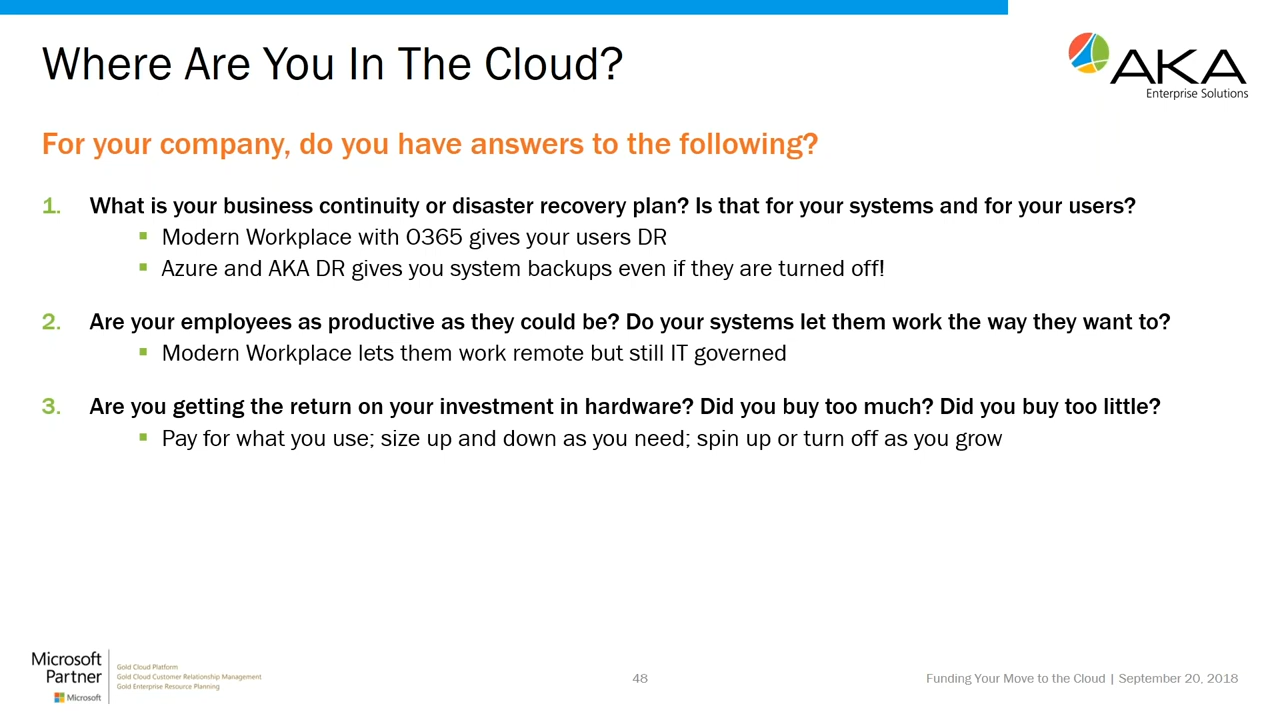 Where Are You In The Cloud?
AKA
Enterprise Solutions
For your company, do you have answers to the following?
1. What is your business continuity or disaster recovery plan? Is that for your systems and for your users?
▪ Modern Workplace with O365 gives your users DR
▪ Azure and AKA DR gives you system backups even if they are turned off!
2. Are your employees as productive as they could be? Do your systems let them work the way they want to?
▪ Modern Workplace lets them work remote but still IT governed
3. Are you getting the return on your investment in hardware? Did you buy too much? Did you buy too little?
▪ Pay for what you use; size up and down as you need; spin up or turn off as you grow
Microsoft
Partner
Microsoft
Gold Cloud Platform
Gold Cloud Customer Relationship Management
Gold Enterprise Resource Planning
48
Funding Your Move to the Cloud | September 20, 2018